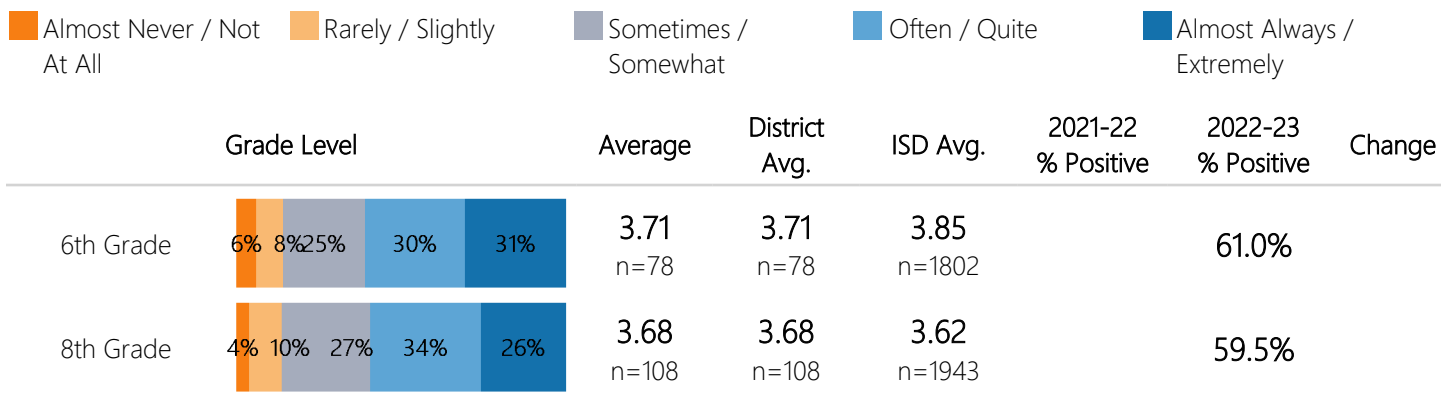 Almost Never / Not At All
Rarely / Slightly
Sometimes / Somewhat
Often / Quite
Almost Always / Extremely
Grade Level Average District Avg. ISD Avg. 2021-22 % Positive 2022-23 % Positive Change
6th Grade 6% 8% 25% 30% 31% 3.71 n=78 3.71 n=78 3.85 n=1802 61.0%
8th Grade 4% 10% 27% 34% 26% 3.68 n=108 3.68 n=108 3.62 n=1943 59.5%